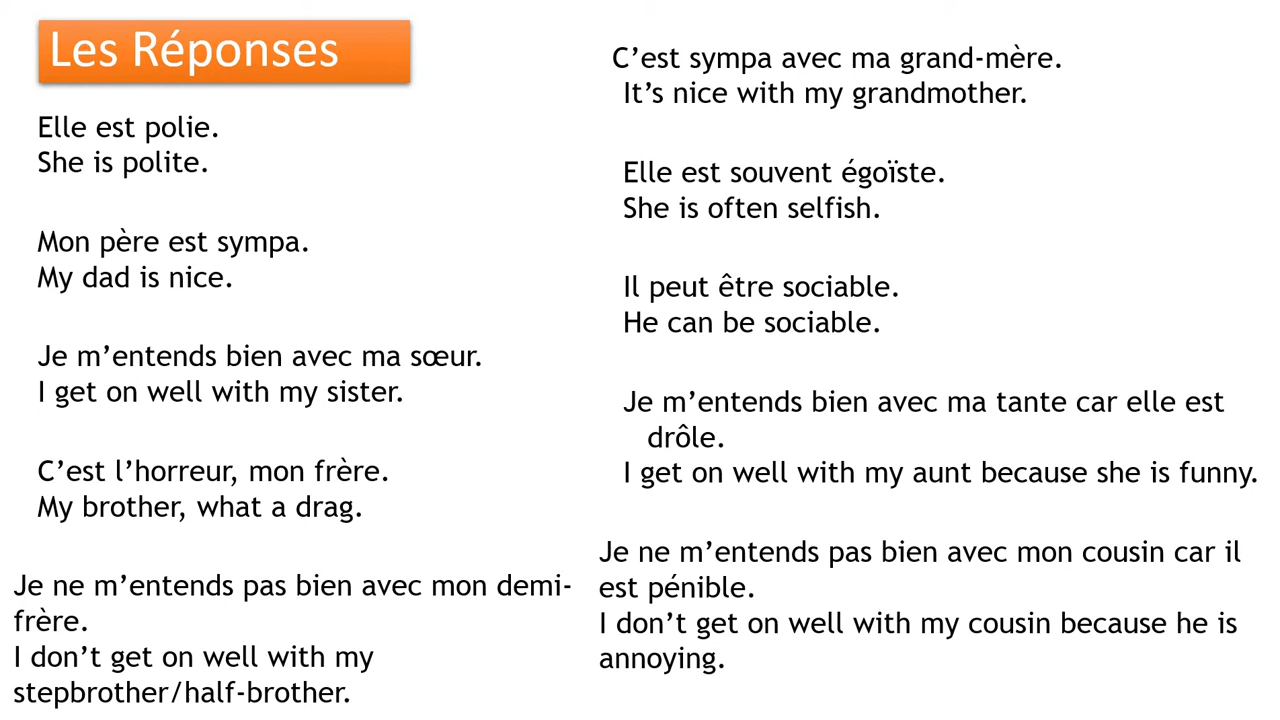 Les Réponses
Elle est polie.
She is polite.
Mon père est sympa.
My dad is nice.
Je m’entends bien avec ma sœur.
I get on well with my sister.
C’est l’horreur, mon frère.
My brother, what a drag.
Je ne m’entends pas bien avec mon demi-
frère.
I don’t get on well with my
stepbrother/half-brother.
C’est sympa avec ma grand-mère.
It’s nice with my grandmother.
Elle est souvent égoïste.
She is often selfish.
Il peut être sociable.
He can be sociable.
Je m’entends bien avec ma tante car elle est
drôle.
I get on well with my aunt because she is funny.
Je ne m’entends pas bien avec mon cousin car il
est pénible.
I don’t get on well with my cousin because he is
annoying.